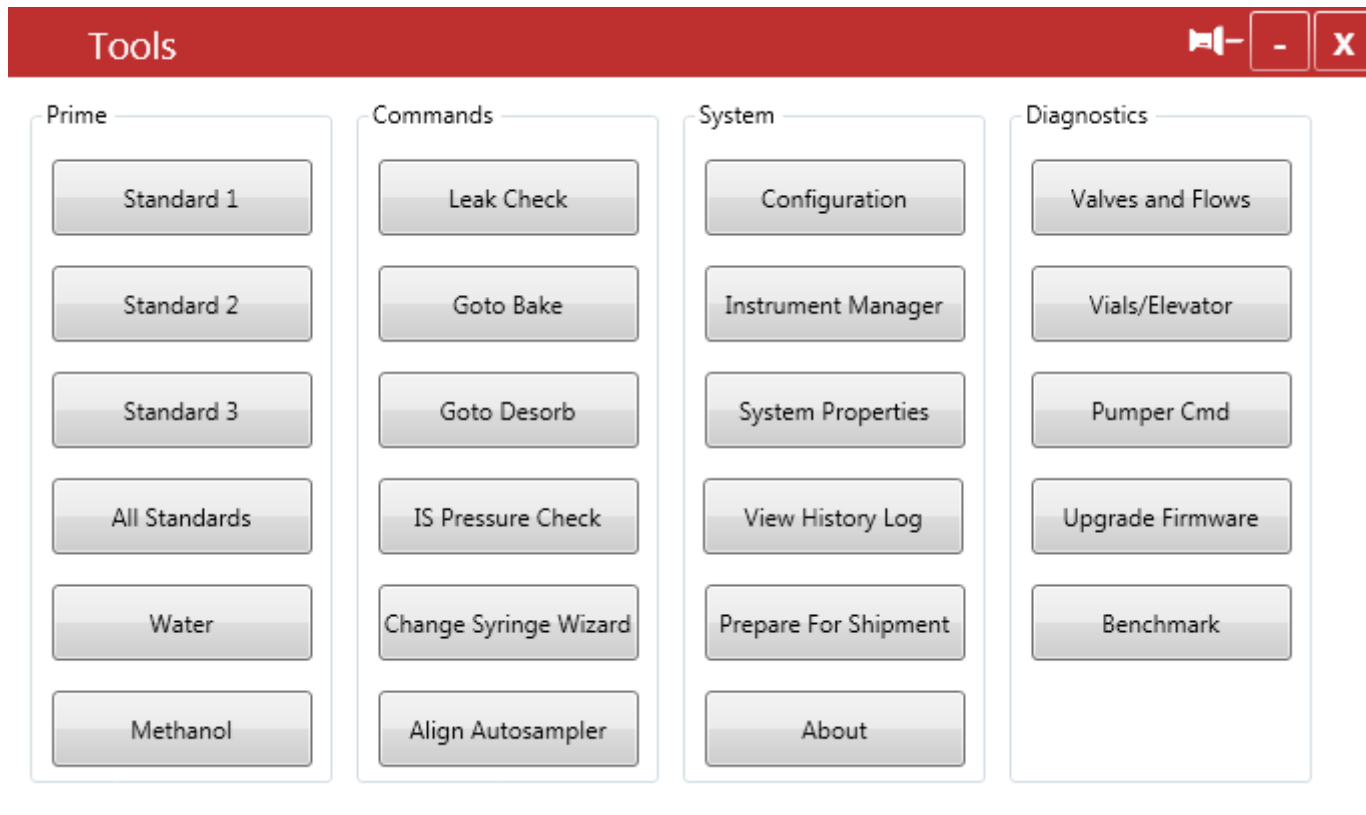 Tools
-
X
Prime
Standard 1
Standard 2
Standard 3
All Standards
Water
Methanol
Commands
Leak Check
Goto Bake
Goto Desorb
IS Pressure Check
Change Syringe Wizard
Align Autosampler
System
Configuration
Instrument Manager
System Properties
View History Log
Prepare For Shipment
About
Diagnostics
Valves and Flows
Vials/Elevator
Pumper Cmd
Upgrade Firmware
Benchmark